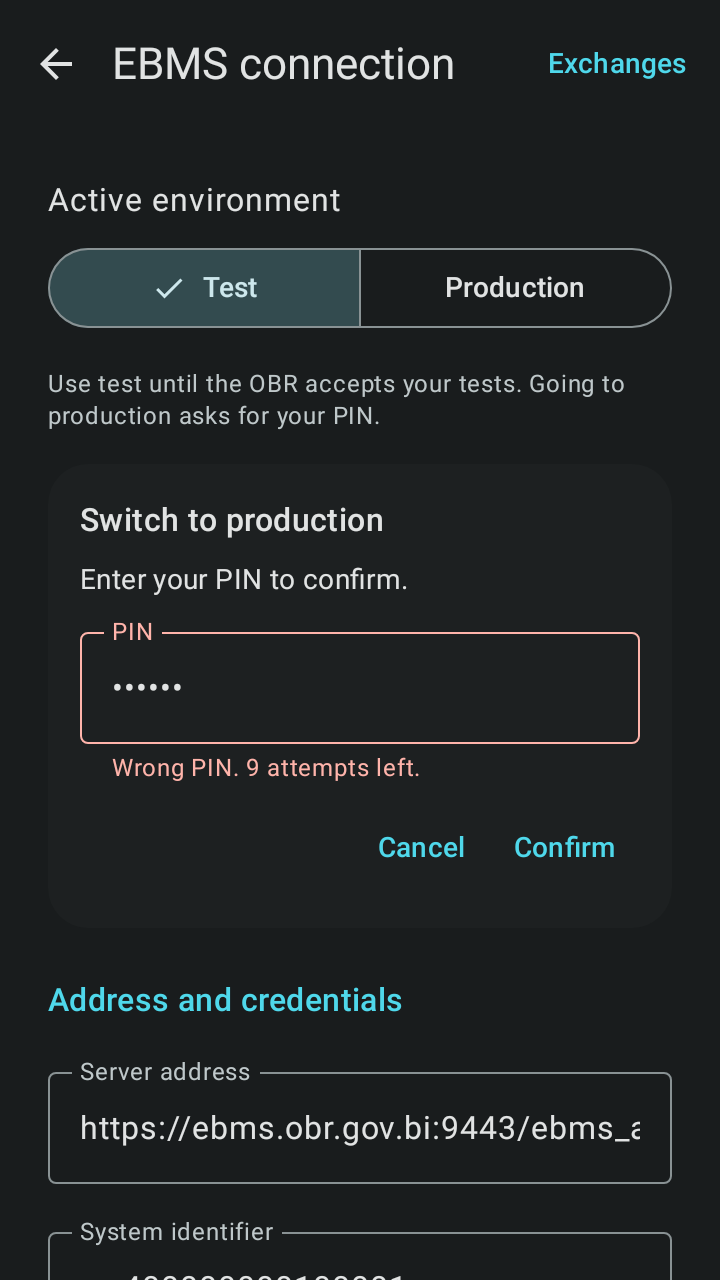 EBMS connection
Exchanges
Active environment
Test
Production
Use test until the OBR accepts your tests. Going to
production asks for your PIN.
Switch to production
Enter your PIN to confirm.
PIN
••••••
Wrong PIN. 9 attempts left.
Cancel
Confirm
Address and credentials
Server address
https://ebms.obr.gov.bi:9443/ebms_a
System identifier